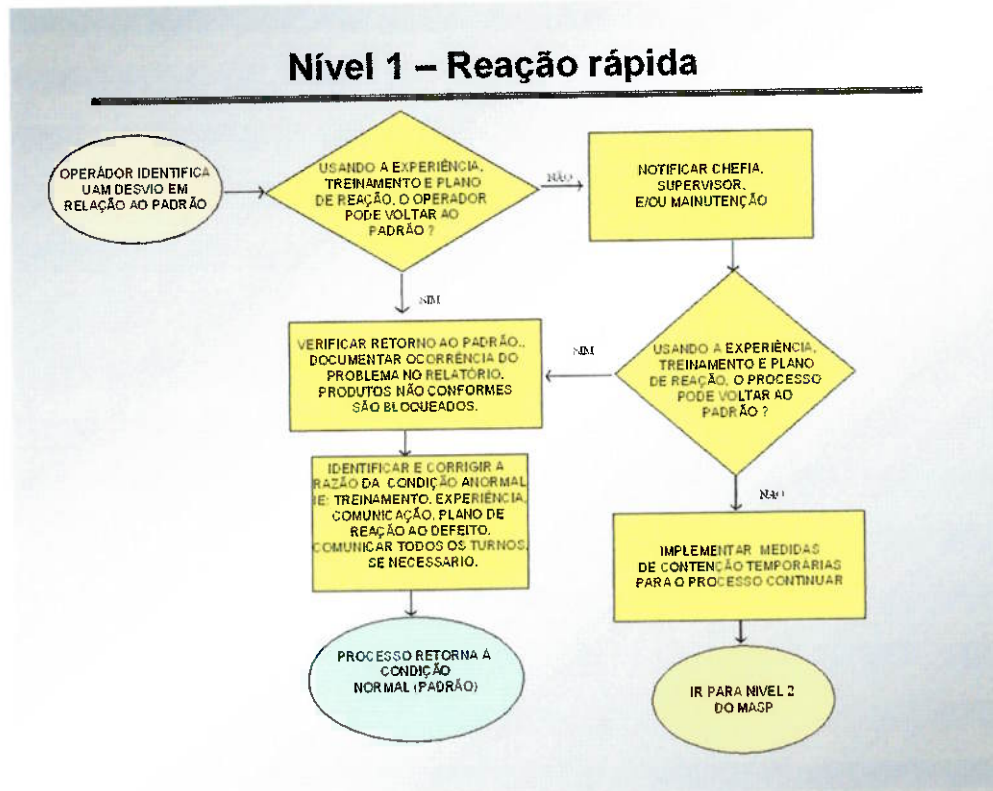 Nível 1 – Reação rápida
OPERÁDOR IDENTIFICA
UAM DESVIO EM
RELAÇÃO AO PADRÃO
USANDO A EXPERIÊNCIA,
TREINAMENTO E PLANO
DE REAÇÃO, O OPERADOR
PODE VOLTAR AO
PADRÃO ?
NÃO
NOTIFICAR CHEFIA,
SUPERVISOR,
E/OU MAINUTENÇÃO
SIM
VERIFICAR RETORNO AO PADRÃO.,
DOCUMENTAR OCORRÊNCIA DO
PROBLEMA NO RELATÓRIO.
PRODUTOS NÃO CONFORMES
SÃO BLOQUEADOS.
SIM
USANDO A EXPERIÊNCIA,
TREINAMENTO E PLANO
DE REAÇÃO, O PROCESSO
PODE VOLTAR AO
PADRÃO ?
IDENTIFICAR E CORRIGIR A
RAZÃO DA CONDIÇÃO ANORMAL
IE: TREINAMENTO, EXPERIÊNCIA,
COMUNICAÇÃO, PLANO DE
REAÇÃO AO DEFEITO.
COMUNICAR TODOS OS TURNOS,
SE NECESSARIO.
NÃO
IMPLEMENTAR MEDIDAS
DE CONTENÇÃO TEMPORÁRIAS
PARA O PROCESSO CONTINUAR
PROCESSO RETORNA À
CONDIÇÃO
NORMAL (PADRÃO)
IR PARA NIVEL 2
DO MASP